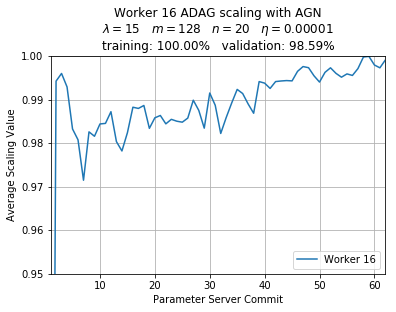 Worker 16 ADAG scaling with AGN
λ = 15 m = 128 n = 20 η = 0.00001
training: 100.00% validation: 98.59%
1.00
0.99
0.98
0.97
0.96
0.95
Average Scaling Value
Worker 16
10 20 30 40 50 60
Parameter Server Commit